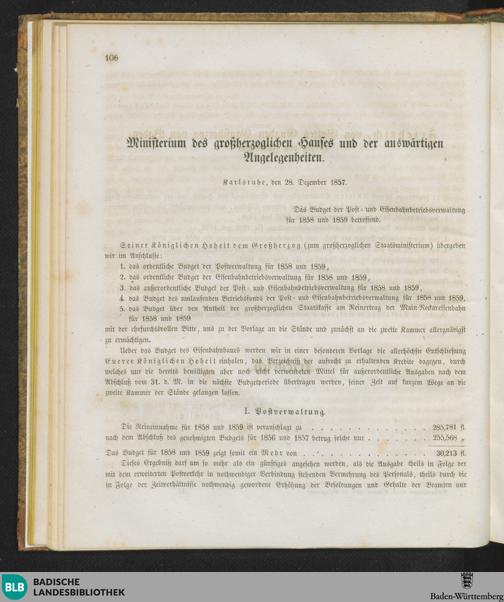 106
Ministerium des großherzoglichen Hauses und der auswärtigen
Angelegenheiten.
Karlsruhe, den 28. Dezember 1857.
Das Budget der Post- und Eisenbahnbetriebsverwaltung
für 1858 und 1859 betreffend.
Seiner Königlichen Hoheit dem Großherzog (zum großherzoglichen Staatsministerium) übergeben
wir im Anschlusse:
1. das ordentliche Budget der Postverwaltung für 1858 und 1859,
2. das ordentliche Budget der Eisenbahnbetriebsverwaltung für 1858 und 1859,
3. das außerordentliche Budget der Post- und Eisenbahnbetriebsverwaltung für 1858 und 1859,
4. das Budget des umlaufenden Betriebsfonds der Post- und Eisenbahnbetriebsverwaltung für 1858 und 1859,
5. das Budget über den Antheil der großherzoglichen Staatskasse am Reinertrag der Main-Neckareisenbahn
für 1858 und 1859
mit der ehrfurchtsvollen Bitte, uns zu der Vorlage an die Stände und zunächst an die zweite Kammer allergnädigst
zu ermächtigen.
Ueber das Budget des Eisenbahnbaues werden wir in einer besonderen Vorlage die allerhöchste Entschließung
Euerer Königlichen Hoheit einholen, das Verzeichniß der aufrecht zu erhaltenden Kredite dagegen, durch
welches nur die bereits bewilligten aber noch nicht verwendeten Mittel für außerordentliche Ausgaben nach dem
Abschluß vom 31. d. M. in die nächste Budgetperiode übertragen werden, seiner Zeit auf kurzem Wege an die
zweite Kammer der Stände gelangen lassen.
I. Postverwaltung.
Die Reineinnahme für 1858 und 1859 ist veranschlagt zu . . . . . . . . . . . 285,781 fl.
nach dem Abschluß des genehmigten Budgets für 1856 und 1857 betrug solche nur . . . . . . 255,568 „
Das Budget für 1858 und 1859 zeigt somit ein Mehr von . . . . . . . . . . . 30,213 fl.
Dieses Ergebniß darf um so mehr als ein günstiges angesehen werden, als die Ausgabe theils in Folge der
mit dem erweiterten Postverkehr in nothwendiger Verbindung stehenden Vermehrung des Personals, theils durch die
in Folge der Zeitverhältnisse nothwendig gewordene Erhöhung der Besoldungen und Gehalte der Beamten und
BLB
BADISCHE
LANDESBIBLIOTHEK
Baden-Württemberg